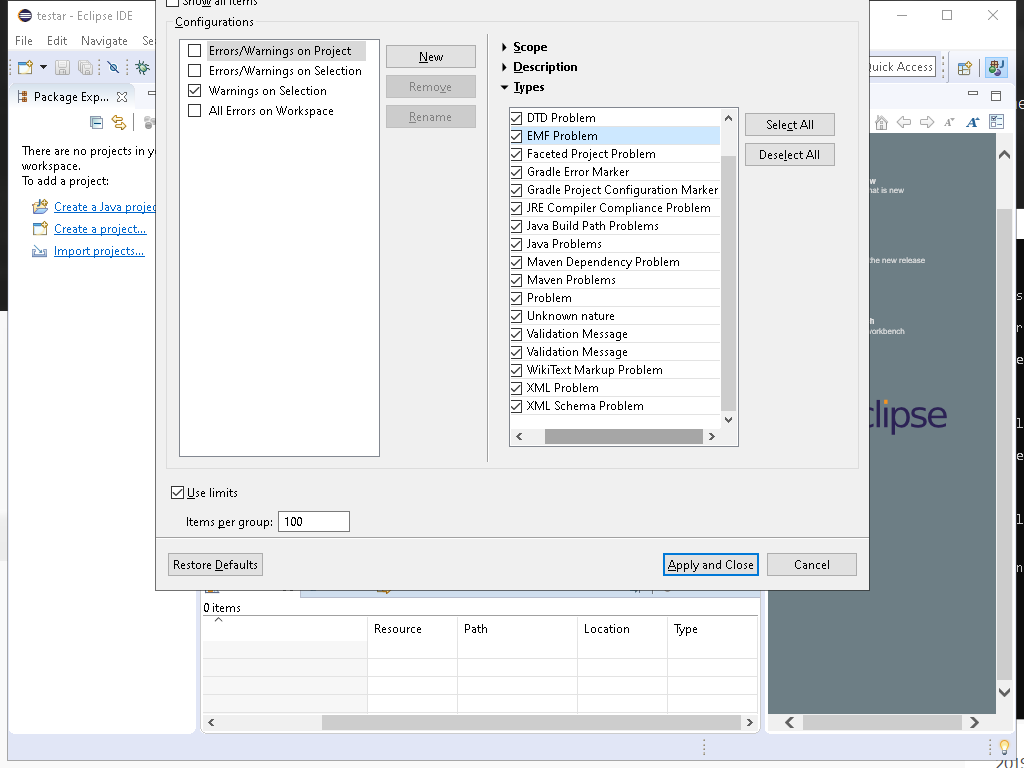 Show all items
testar - Eclipse IDE
Configurations
File Edit Navigate Se
Errors/Warnings on Project
Errors/Warnings on Selection
Warnings on Selection
All Errors on Workspace
New
Remove
Rename
Scope
Description
Types
DTD Problem
EMF Problem
Faceted Project Problem
Gradle Error Marker
Gradle Project Configuration Marker
JRE Compiler Compliance Problem
Java Build Path Problems
Java Problems
Maven Dependency Problem
Maven Problems
Problem
Unknown nature
Validation Message
Validation Message
WikiText Markup Problem
XML Problem
XML Schema Problem
Select All
Deselect All
Quick Access
Package Exp...
There are no projects in yo
workspace.
To add a project:
Create a Java projec
Create a project...
Import projects...
w
hat is new
the new release
h
workbench
clipse
Use limits
Items per group: 100
Restore Defaults
Apply and Close
Cancel
0 items
Resource Path Location Type
2019